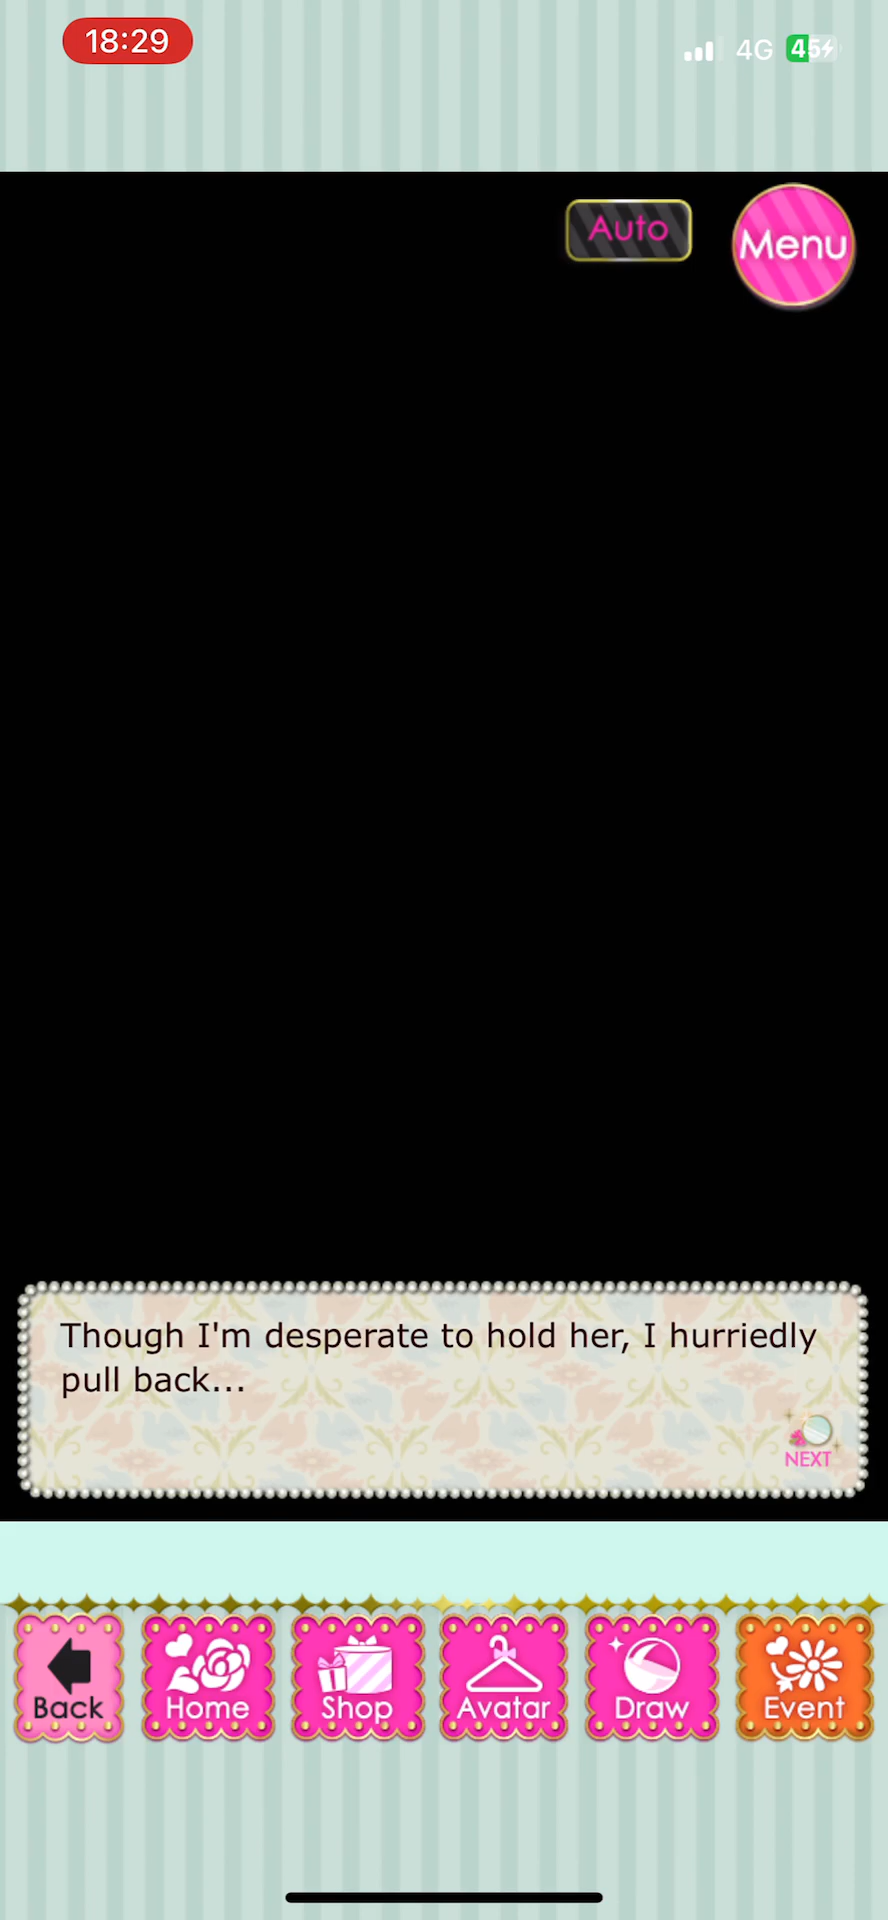 18:29
4G
45
Auto
Menu
Though I'm desperate to hold her, I hurriedly
pull back...
NEXT
Back
Home
Shop
Avatar
Draw
Event